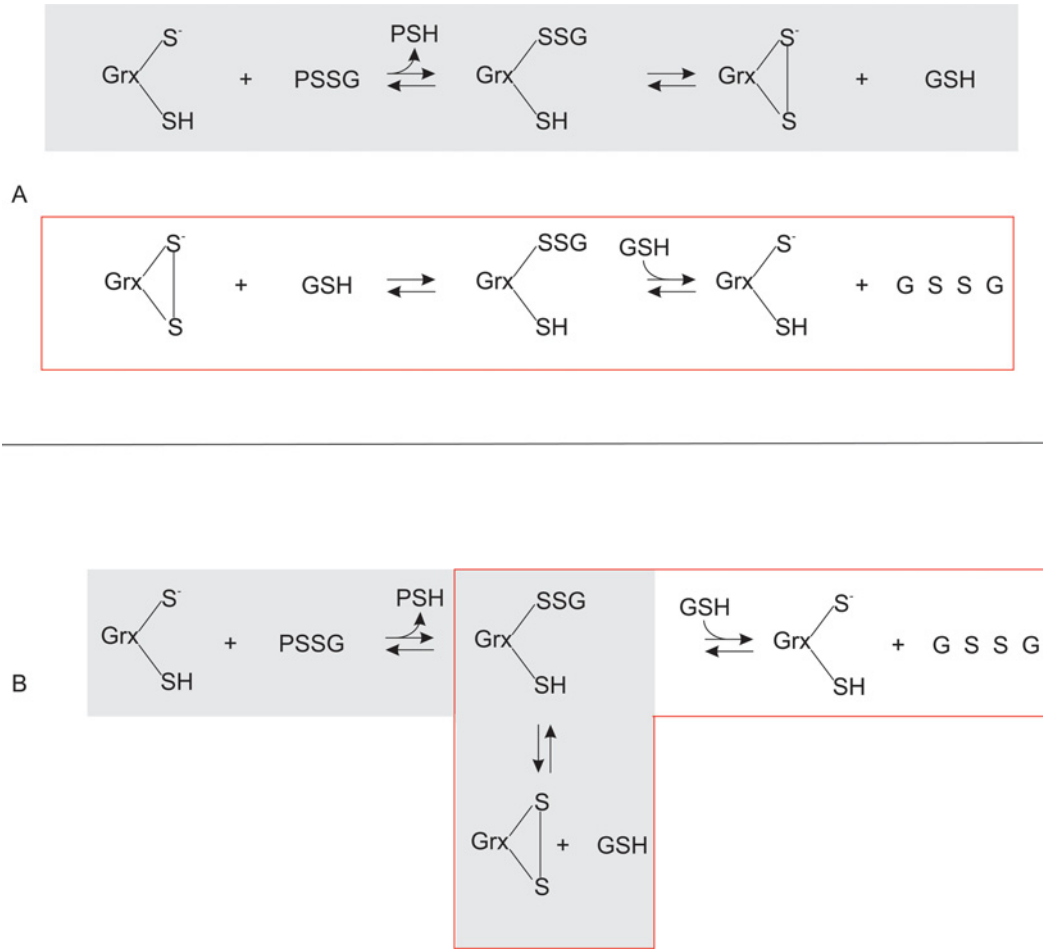 S⁻ PSH SSG S⁻
Grx + PSSG Grx Grx + GSH
SH SH S
A
S⁻ SSG GSH S⁻
Grx + GSH Grx Grx + G S S G
S SH SH
S⁻ PSH SSG GSH S⁻
Grx + PSSG Grx Grx + G S S G
SH SH SH
B
S
Grx + GSH
S